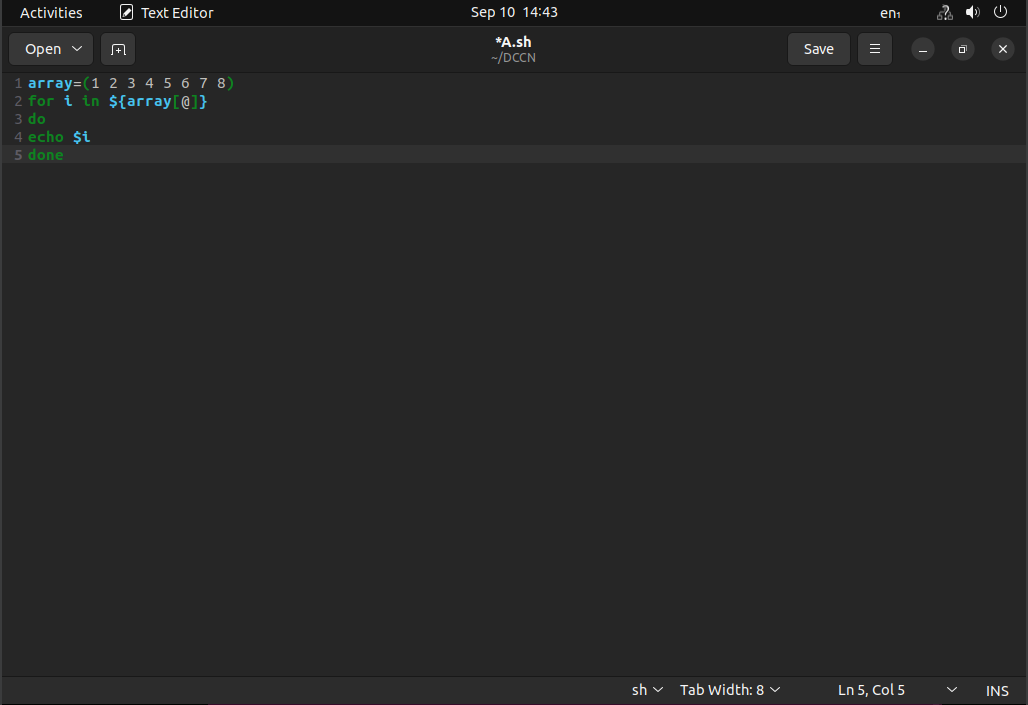 Activities Text Editor Sep 10 14:43 en₁
Open *A.sh Save
~/DCCN
1 array=(1 2 3 4 5 6 7 8)
2 for i in ${array[@]}
3 do
4 echo $i
5 done
sh Tab Width: 8 Ln 5, Col 5 INS